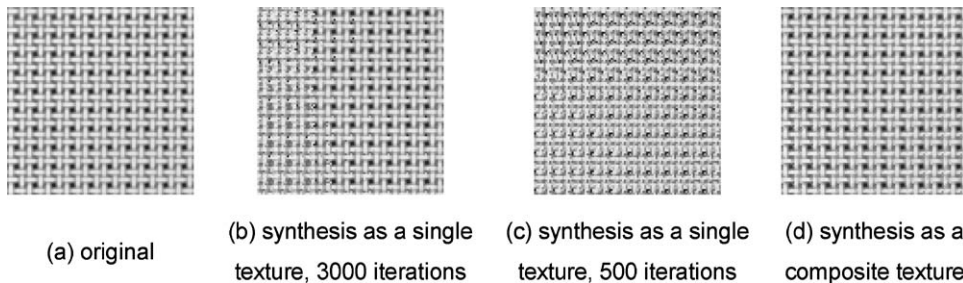 (a) original
(b) synthesis as a single
texture, 3000 iterations
(c) synthesis as a single
texture, 500 iterations
(d) synthesis as a
composite texture